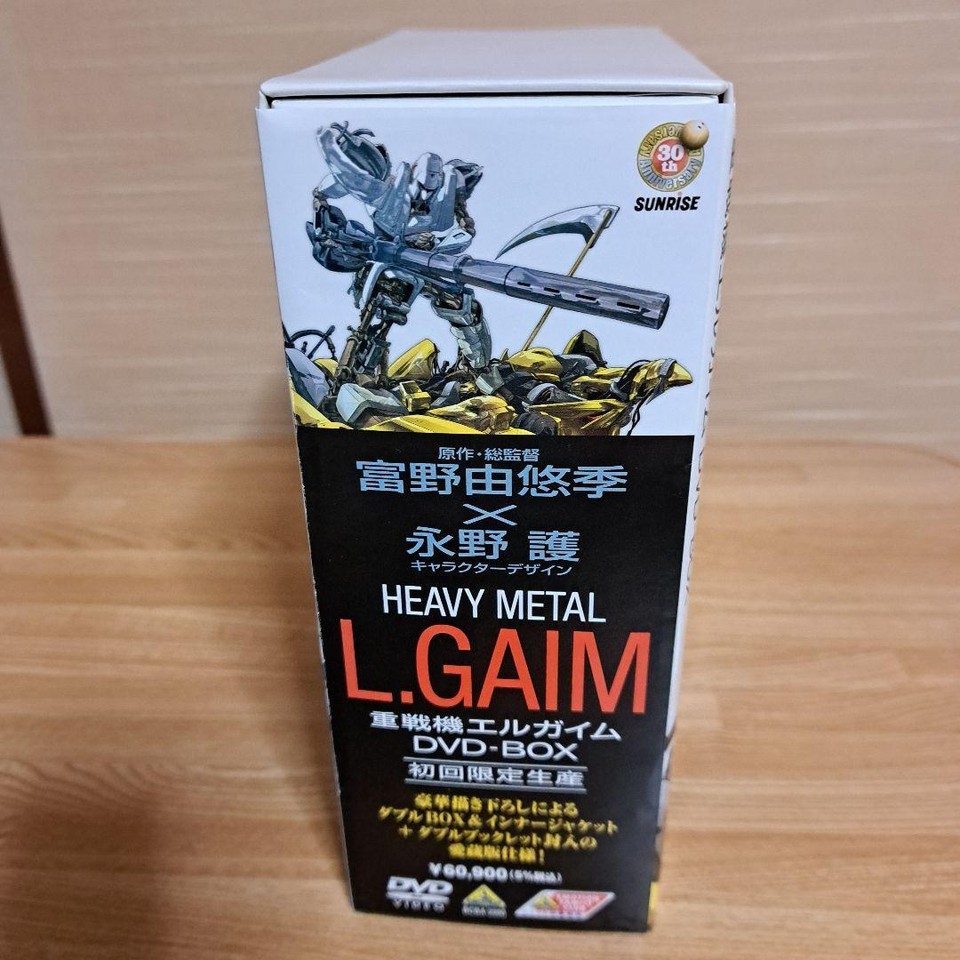 30th
Anniversary
SUNRISE
原作・総監督
富野由悠季
×
永野 護
キャラクターデザイン
HEAVY METAL
L.GAIM
重戦機エルガイム
DVD-BOX
初回限定生産
豪華描き下ろしによる
ダブルBOX&インナージャケット
+ダブルブックレット封入の
愛蔵版仕様!
¥60,900(5%税込)
DVD
VIDEO